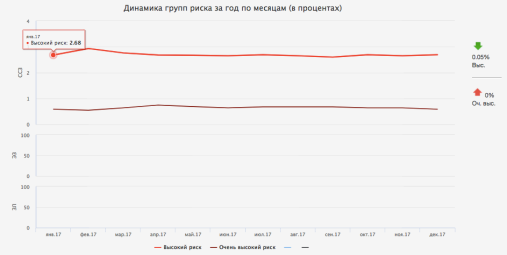 Динамика групп риска за год по месяцам (в процентах)
4
янв.17
• Высокий риск: 2.68
ССЗ
2
1
0
100
ЭЗ
50
0
100
ЗЛ
50
0
янв.17 фев.17 мар.17 апр.17 май.17 июн.17 июл.17 авг.17 сен.17 окт.17 ноя.17 дек.17
Высокий риск Очень высокий риск
0.05%
Выс.
0%
Оч. выс.